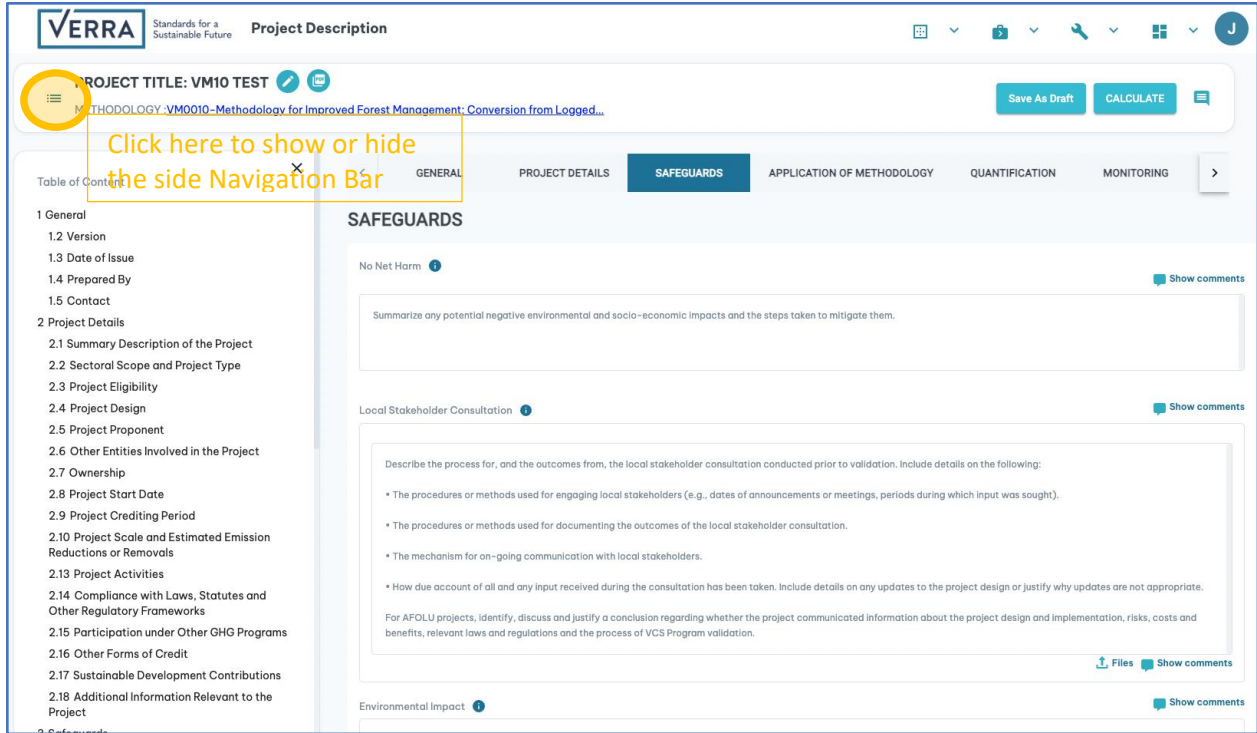 VERRA
Standards for a
Sustainable Future
Project Description
J
PROJECT TITLE: VM10 TEST
METHODOLOGY :VM0010-Methodology for Improved Forest Management: Conversion from Logged...
Save As Draft
CALCULATE
Click here to show or hide
the side Navigation Bar
Table of Content
1 General
1.2 Version
1.3 Date of Issue
1.4 Prepared By
1.5 Contact
2 Project Details
2.1 Summary Description of the Project
2.2 Sectoral Scope and Project Type
2.3 Project Eligibility
2.4 Project Design
2.5 Project Proponent
2.6 Other Entities Involved in the Project
2.7 Ownership
2.8 Project Start Date
2.9 Project Crediting Period
2.10 Project Scale and Estimated Emission
Reductions or Removals
2.13 Project Activities
2.14 Compliance with Laws, Statutes and
Other Regulatory Frameworks
2.15 Participation under Other GHG Programs
2.16 Other Forms of Credit
2.17 Sustainable Development Contributions
2.18 Additional Information Relevant to the
Project
3 Safeguards
GENERAL
PROJECT DETAILS
SAFEGUARDS
APPLICATION OF METHODOLOGY
QUANTIFICATION
MONITORING
SAFEGUARDS
No Net Harm
Show comments
Summarize any potential negative environmental and socio-economic impacts and the steps taken to mitigate them.
Local Stakeholder Consultation
Show comments
Describe the process for, and the outcomes from, the local stakeholder consultation conducted prior to validation. Include details on the following:
• The procedures or methods used for engaging local stakeholders (e.g., dates of announcements or meetings, periods during which input was sought).
• The procedures or methods used for documenting the outcomes of the local stakeholder consultation.
• The mechanism for on-going communication with local stakeholders.
• How due account of all and any input received during the consultation has been taken. Include details on any updates to the project design or justify why updates are not appropriate.
For AFOLU projects, identify, discuss and justify a conclusion regarding whether the project communicated information about the project design and implementation, risks, costs and
benefits, relevant laws and regulations and the process of VCS Program validation.
Files
Show comments
Environmental Impact
Show comments